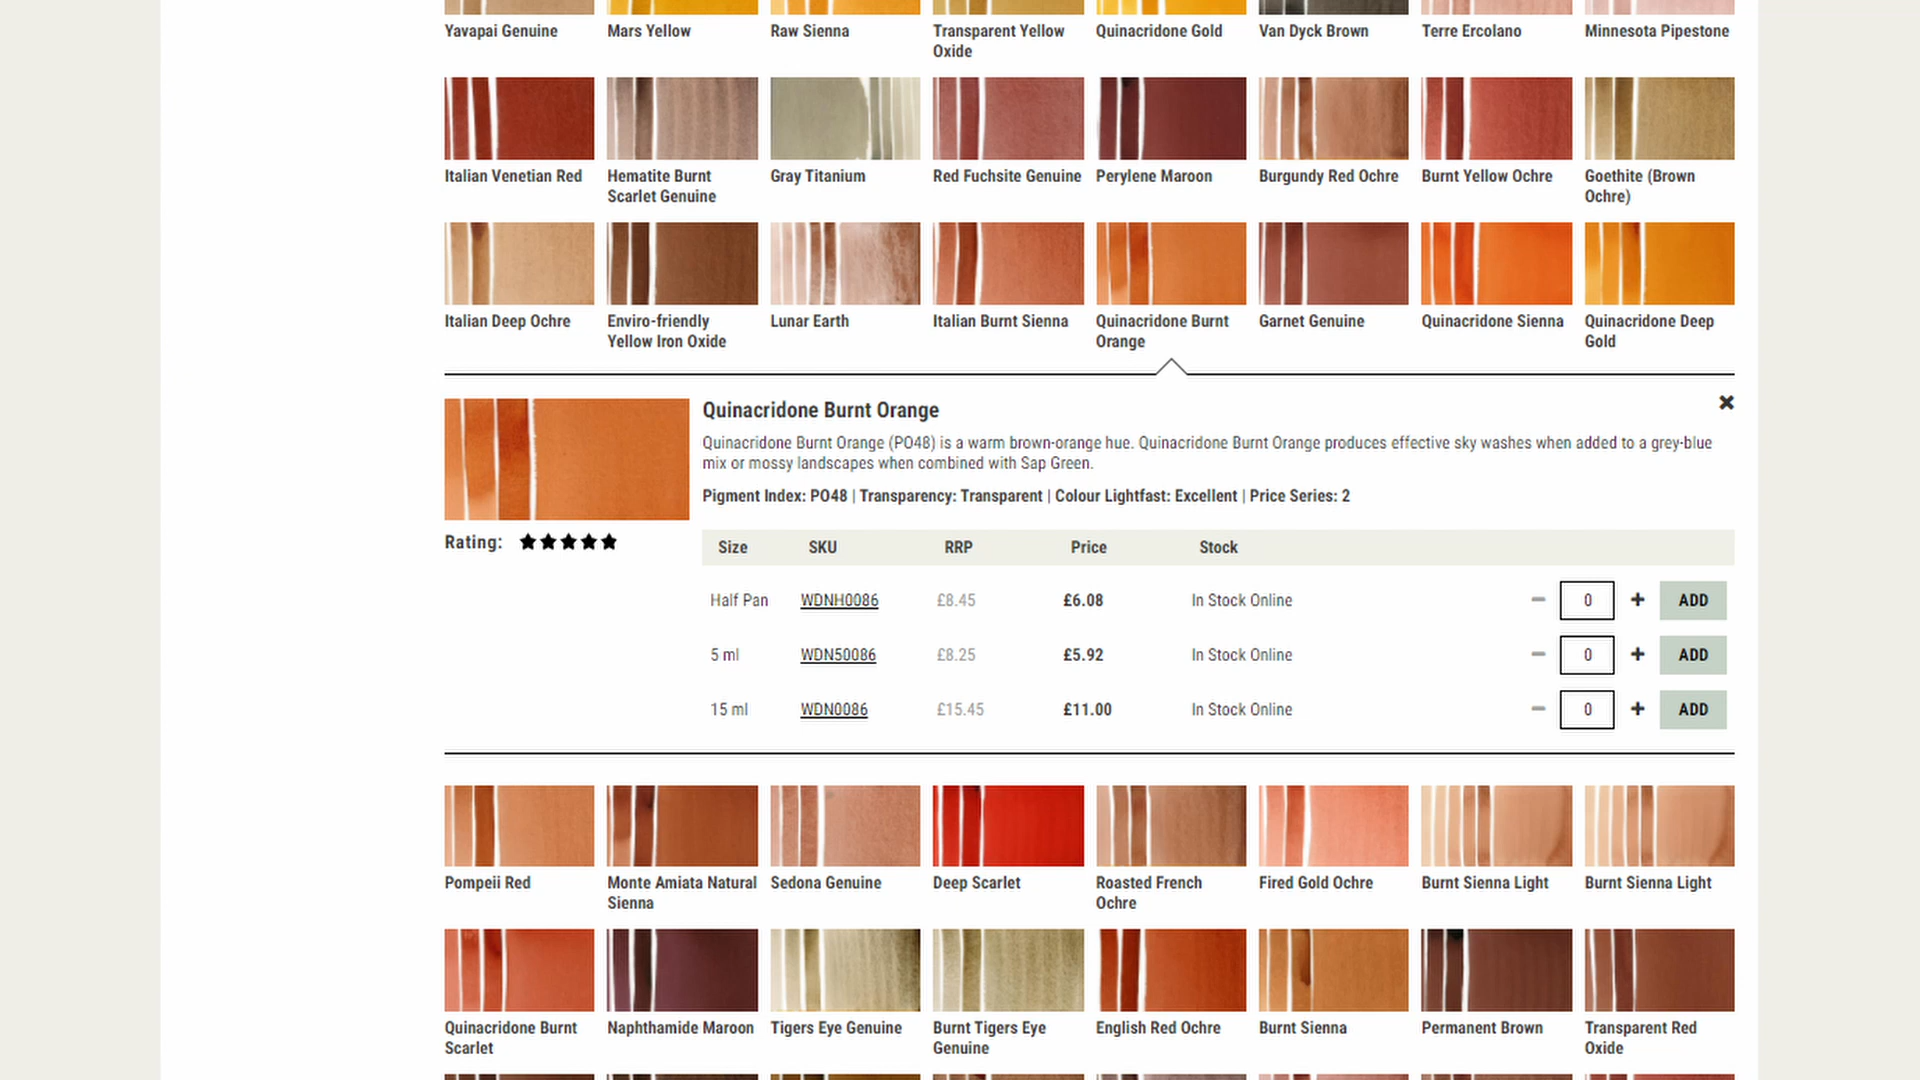 Yavapai Genuine
Mars Yellow
Raw Sienna
Transparent Yellow
Oxide
Quinacridone Gold
Van Dyck Brown
Terre Ercolano
Minnesota Pipestone
Italian Venetian Red
Hematite Burnt
Scarlet Genuine
Gray Titanium
Red Fuchsite Genuine
Perylene Maroon
Burgundy Red Ochre
Burnt Yellow Ochre
Goethite (Brown
Ochre)
Italian Deep Ochre
Enviro-friendly
Yellow Iron Oxide
Lunar Earth
Italian Burnt Sienna
Quinacridone Burnt
Orange
Garnet Genuine
Quinacridone Sienna
Quinacridone Deep
Gold
Quinacridone Burnt Orange
Quinacridone Burnt Orange (PO48) is a warm brown-orange hue. Quinacridone Burnt Orange produces effective sky washes when added to a grey-blue
mix or mossy landscapes when combined with Sap Green.
Pigment Index: PO48 | Transparency: Transparent | Colour Lightfast: Excellent | Price Series: 2
Rating:
Size SKU RRP Price Stock
Half Pan WDNH0086 £8.45 £6.08 In Stock Online 0 ADD
5 ml WDN50086 £8.25 £5.92 In Stock Online 0 ADD
15 ml WDN0086 £15.45 £11.00 In Stock Online 0 ADD
Pompeii Red
Monte Amiata Natural
Sienna
Sedona Genuine
Deep Scarlet
Roasted French
Ochre
Fired Gold Ochre
Burnt Sienna Light
Burnt Sienna Light
Quinacridone Burnt
Scarlet
Naphthamide Maroon
Tigers Eye Genuine
Burnt Tigers Eye
Genuine
English Red Ochre
Burnt Sienna
Permanent Brown
Transparent Red
Oxide